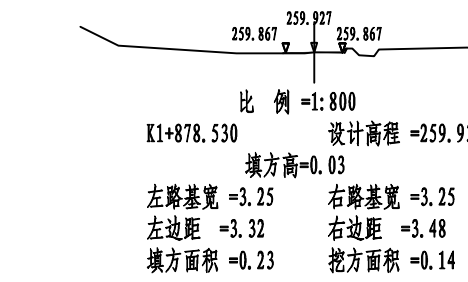 259.927
259.867 259.867
比 例 =1:800
K1+878.530 设计高程 =259.9
填方高=0.03
左路基宽 =3.25 右路基宽 =3.25
左边距 =3.32 右边距 =3.48
填方面积 =0.23 挖方面积 =0.14